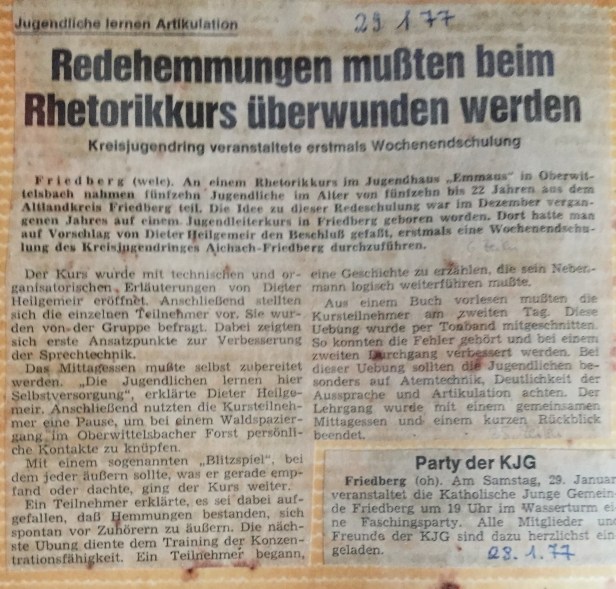 Jugendliche lernen Artikulation
29.1.77
Redehemmungen mußten beim
Rhetorikkurs überwunden werden
Kreisjugendring veranstaltete erstmals Wochenendschulung
Friedberg (wele). An einem Rhetorikkurs im Jugendhaus „Emmaus“ in Oberwit-
telsbach nahmen fünfzehn Jugendliche im Alter von fünfzehn bis 22 Jahren aus dem
Altlandkreis Friedberg teil. Die Idee zu dieser Redeschulung war im Dezember vergan-
genen Jahres auf einem Jugendleiterkurs in Friedberg geboren worden. Dort hatte man
auf Vorschlag von Dieter Heilgemeir den Beschluß gefaßt, erstmals eine Wochenendschu-
lung des Kreisjugendringes Aichach-Friedberg durchzuführen.
Der Kurs wurde mit technischen und or-
ganisatorischen Erläuterungen von Dieter
Heilgemeir eröffnet. Anschließend stellten
sich die einzelnen Teilnehmer vor. Sie wur-
den von der Gruppe befragt. Dabei zeigten
sich erste Ansatzpunkte zur Verbesserung
der Sprechtechnik.
Das Mittagessen mußte selbst zubereitet
werden. „Die Jugendlichen lernen hier
Selbstversorgung“, erklärte Dieter Heilge-
meir. Anschließend nutzten die Kursteilneh-
mer eine Pause, um bei einem Waldspazier-
gang im Oberwittelsbacher Forst persönli-
che Kontakte zu knüpfen.
Mit einem sogenannten „Blitzspiel“, bei
dem jeder äußern sollte, was er gerade emp-
fand oder dachte, ging der Kurs weiter.
Ein Teilnehmer erklärte, es sei dabei auf-
gefallen, daß Hemmungen bestanden, sich
spontan vor Zuhörern zu äußern. Die näch-
ste Übung diente dem Training der Konzen-
trationsfähigkeit. Ein Teilnehmer begann,
eine Geschichte zu erzählen, die sein Neben-
mann logisch weiterführen mußte.
Aus einem Buch vorlesen mußten die
Kursteilnehmer am zweiten Tag. Diese
Uebung wurde per Tonband mitgeschnitten.
So konnten die Fehler gehört und bei einem
zweiten Durchgang verbessert werden. Bei
dieser Uebung sollten die Jugendlichen be-
sonders auf Atemtechnik, Deutlichkeit der
Aussprache und Artikulation achten. Der
Lehrgang wurde mit einem gemeinsamen
Mittagessen und einem kurzen Rückblick
beendet.
Party der KJG
Friedberg (oh). Am Samstag, 29. Januar
veranstaltet die Katholische Junge Gemein
de Friedberg um 19 Uhr im Wasserturm ei
ne Faschingsparty. Alle Mitglieder und
Freunde der KJG sind dazu herzlichst ein
geladen.
28.1.77